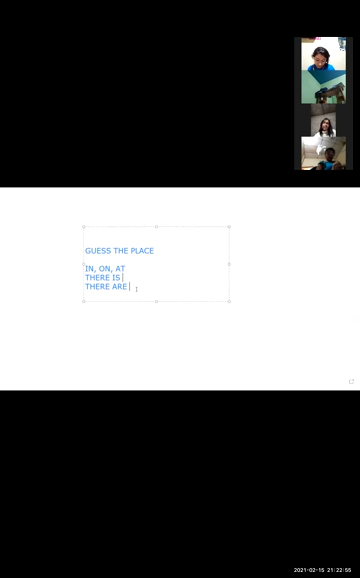 GUESS THE PLACE
IN, ON, AT
THERE IS
THERE ARE
2021-02-15 21:22:55